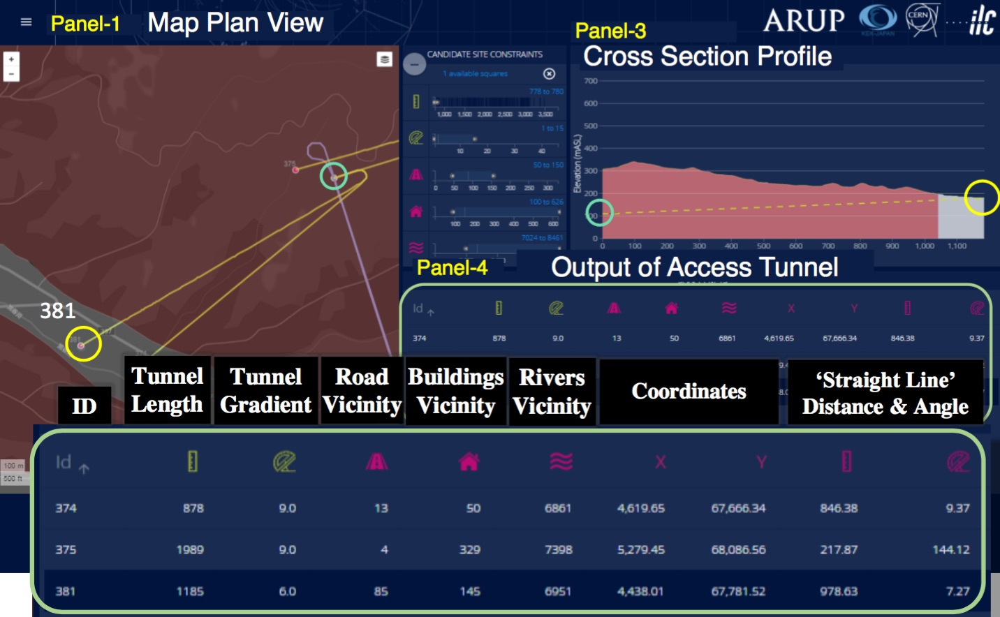 Panel-1 Map Plan View
ARUP
KEK-JAPAN
CERN
ilc
Panel-3
Cross Section Profile
+
-
CANDIDATE SITE CONSTRAINTS
1 available squares
778 to 780
1,000 1,500 2,000 2,500 3,000 3,500
1 to 15
10 20 30 40
50 to 150
0 50 100 150 200 250 300
100 to 626
100 200 300 400 500 600
7024 to 8461
700
600
500
400
300
200
100
0
Elevation (mASL)
0 100 200 300 400 500 600 700 800 900 1,000 1,100
375
381
381
374
100 m
500 ft
Panel-4 Output of Access Tunnel
Id X Y
374 878 9.0 13 50 6861 4,619.65 67,666.34 846.38 9.37
ID
Tunnel Length
Tunnel Gradient
Road Vicinity
Buildings Vicinity
Rivers Vicinity
Coordinates
‘Straight Line’ Distance & Angle
Id X Y
374 878 9.0 13 50 6861 4,619.65 67,666.34 846.38 9.37
375 1989 9.0 4 329 7398 5,279.45 68,086.56 217.87 144.12
381 1185 6.0 85 145 6951 4,438.01 67,781.52 978.63 7.27